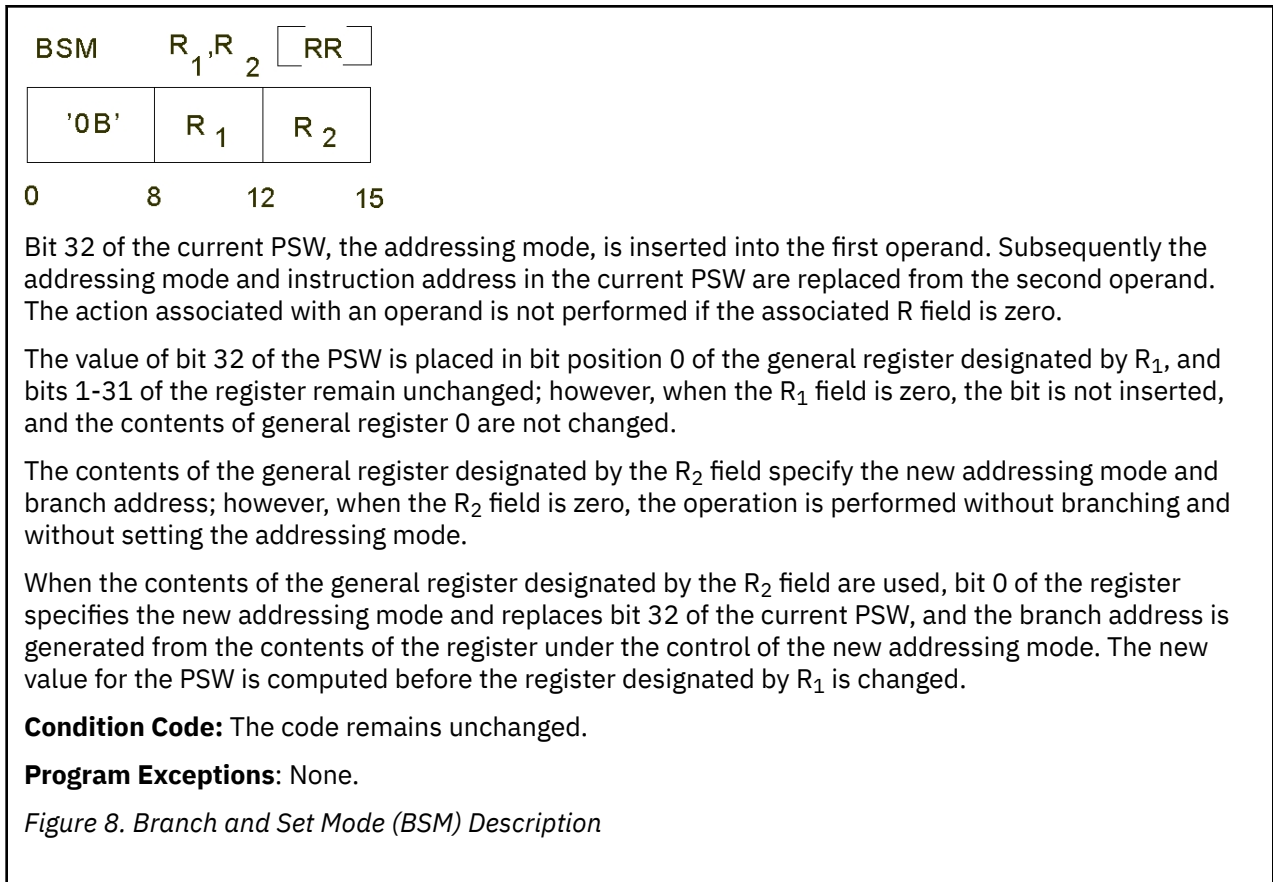 BSM R1,R2 [RR]
'0B' R1 R2
0 8 12 15
Bit 32 of the current PSW, the addressing mode, is inserted into the first operand. Subsequently the
addressing mode and instruction address in the current PSW are replaced from the second operand.
The action associated with an operand is not performed if the associated R field is zero.
The value of bit 32 of the PSW is placed in bit position 0 of the general register designated by R1, and
bits 1-31 of the register remain unchanged; however, when the R1 field is zero, the bit is not inserted,
and the contents of general register 0 are not changed.
The contents of the general register designated by the R2 field specify the new addressing mode and
branch address; however, when the R2 field is zero, the operation is performed without branching and
without setting the addressing mode.
When the contents of the general register designated by the R2 field are used, bit 0 of the register
specifies the new addressing mode and replaces bit 32 of the current PSW, and the branch address is
generated from the contents of the register under the control of the new addressing mode. The new
value for the PSW is computed before the register designated by R1 is changed.
Condition Code: The code remains unchanged.
Program Exceptions: None.
Figure 8. Branch and Set Mode (BSM) Description